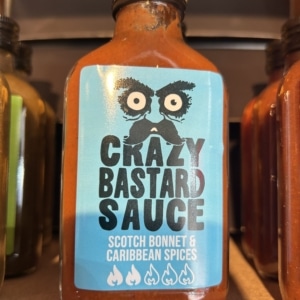 CRAZY
BASTARD
SAUCE
SCOTCH BONNET &
CARIBBEAN SPICES